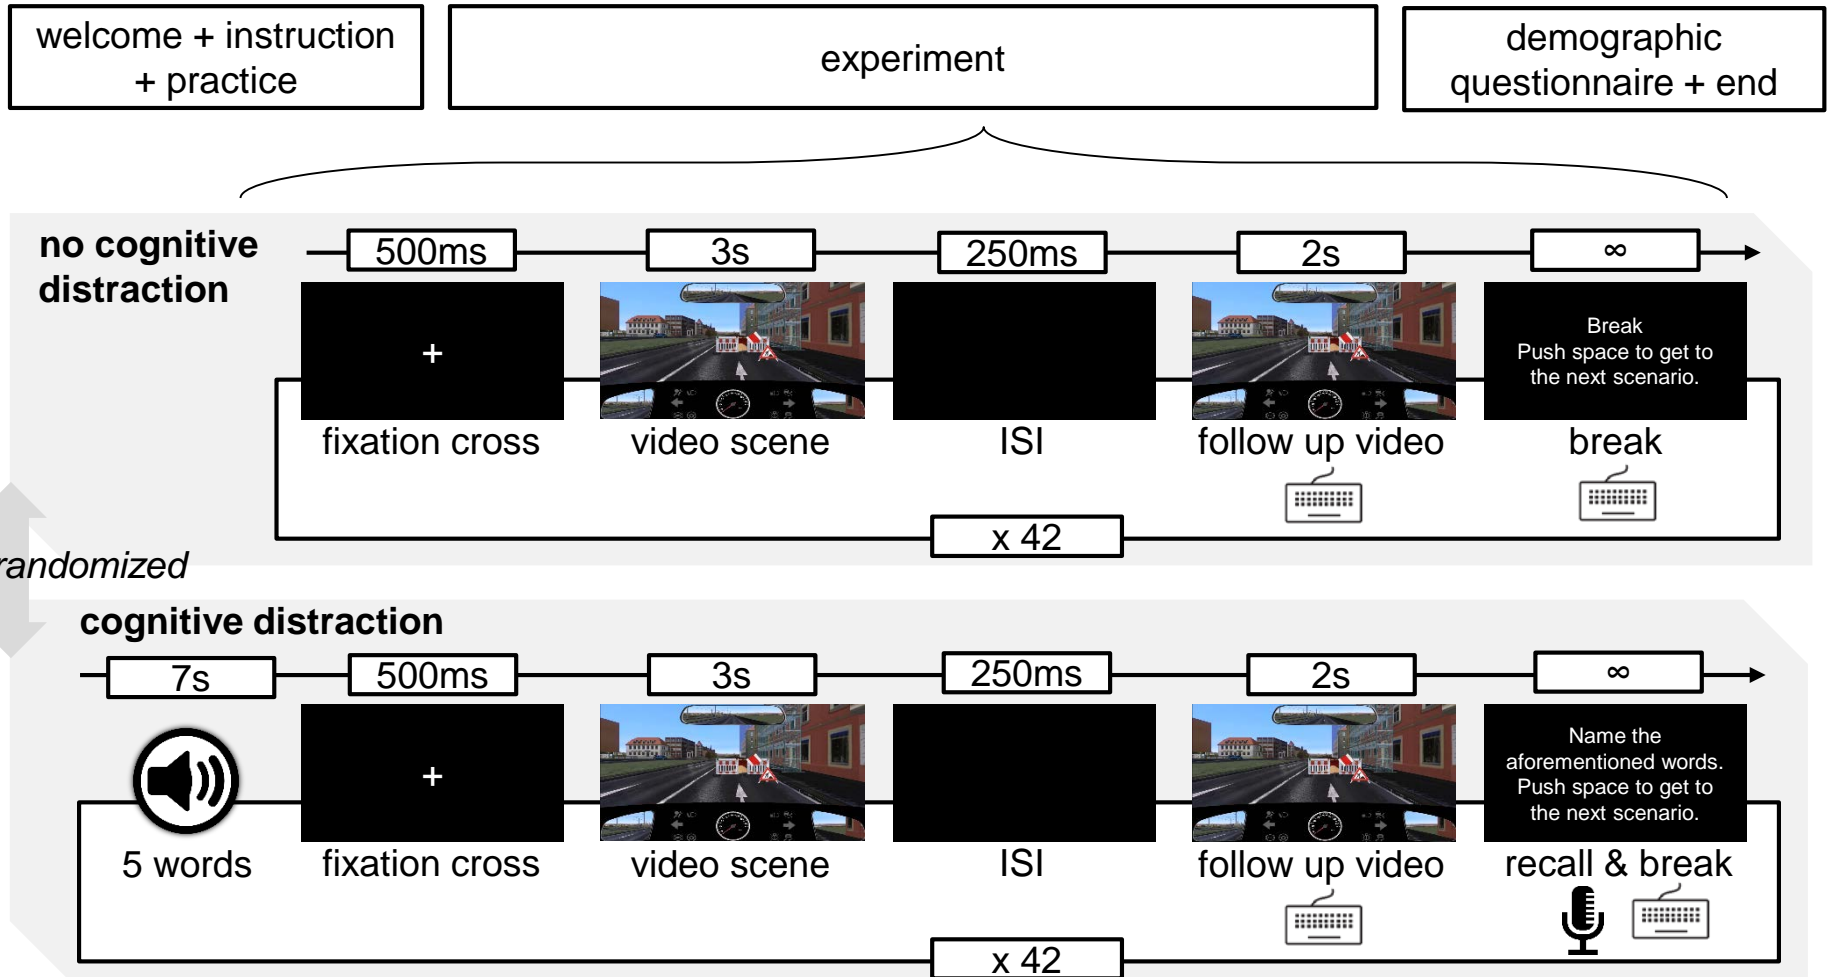 welcome + instruction
+ practice
experiment
demographic
questionnaire + end
no cognitive
distraction
500ms
3s
250ms
2s
∞
+
Break
Push space to get to
the next scenario.
fixation cross
video scene
ISI
follow up video
break
x 42
randomized
cognitive distraction
7s
500ms
3s
250ms
2s
∞
+
Name the
aforementioned words.
Push space to get to
the next scenario.
5 words
fixation cross
video scene
ISI
follow up video
recall & break
x 42